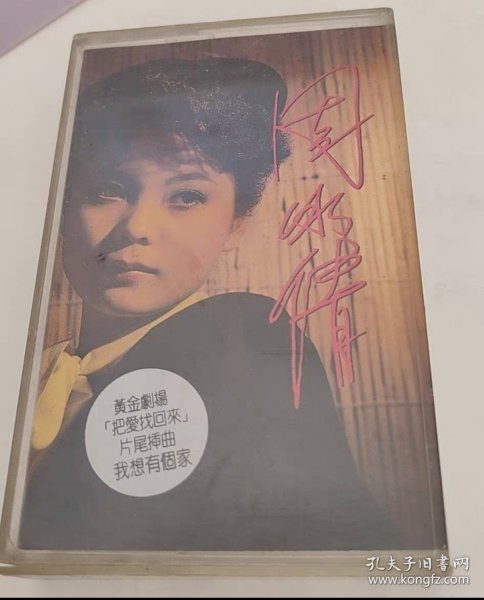 周冰倩
黃金劇場
「把愛找回來」
片尾插曲
我想有個家
孔夫子旧书网
www.kongfz.com